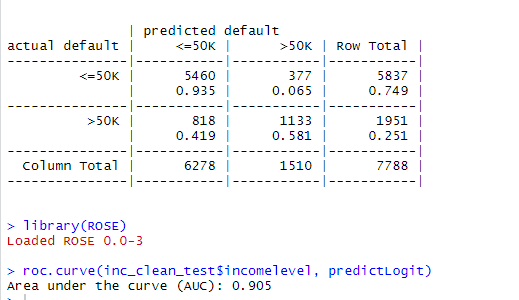 | predicted default
actual default | <=50K | >50K | Row Total |
---------------|-----------|-----------|-----------|
<=50K | 5460 | 377 | 5837 |
| 0.935 | 0.065 | 0.749 |
---------------|-----------|-----------|-----------|
>50K | 818 | 1133 | 1951 |
| 0.419 | 0.581 | 0.251 |
---------------|-----------|-----------|-----------|
Column Total | 6278 | 1510 | 7788 |
---------------|-----------|-----------|-----------|
> library(ROSE)
Loaded ROSE 0.0-3
> roc.curve(inc_clean_test$incomelevel, predictLogit)
Area under the curve (AUC): 0.905
>